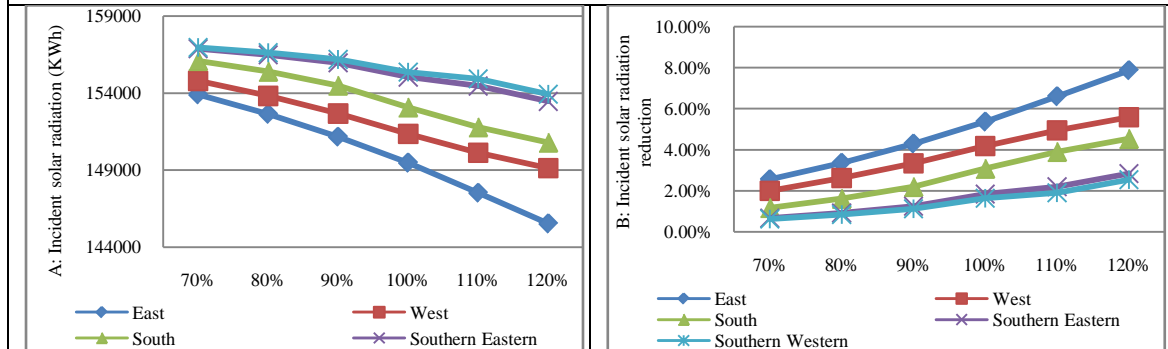 A: Incident solar radiation (KWh)
159000
154000
149000
144000
70% 80% 90% 100% 110% 120%
East West
South Southern Eastern
B: Incident solar radiation
reduction
10.00%
8.00%
6.00%
4.00%
2.00%
0.00%
70% 80% 90% 100% 110% 120%
East West
South Southern Eastern
Southern Western